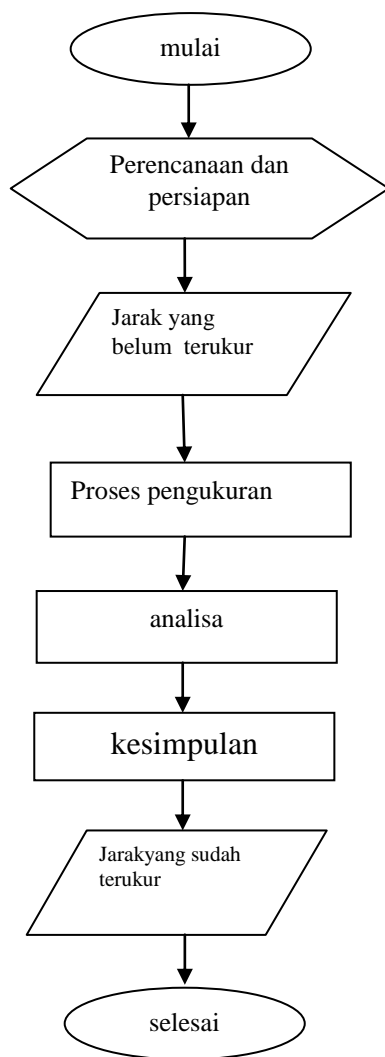 mulai
Perencanaan dan
persiapan
Jarak yang
belum terukur
Proses pengukuran
analisa
kesimpulan
Jarakyang sudah
terukur
selesai